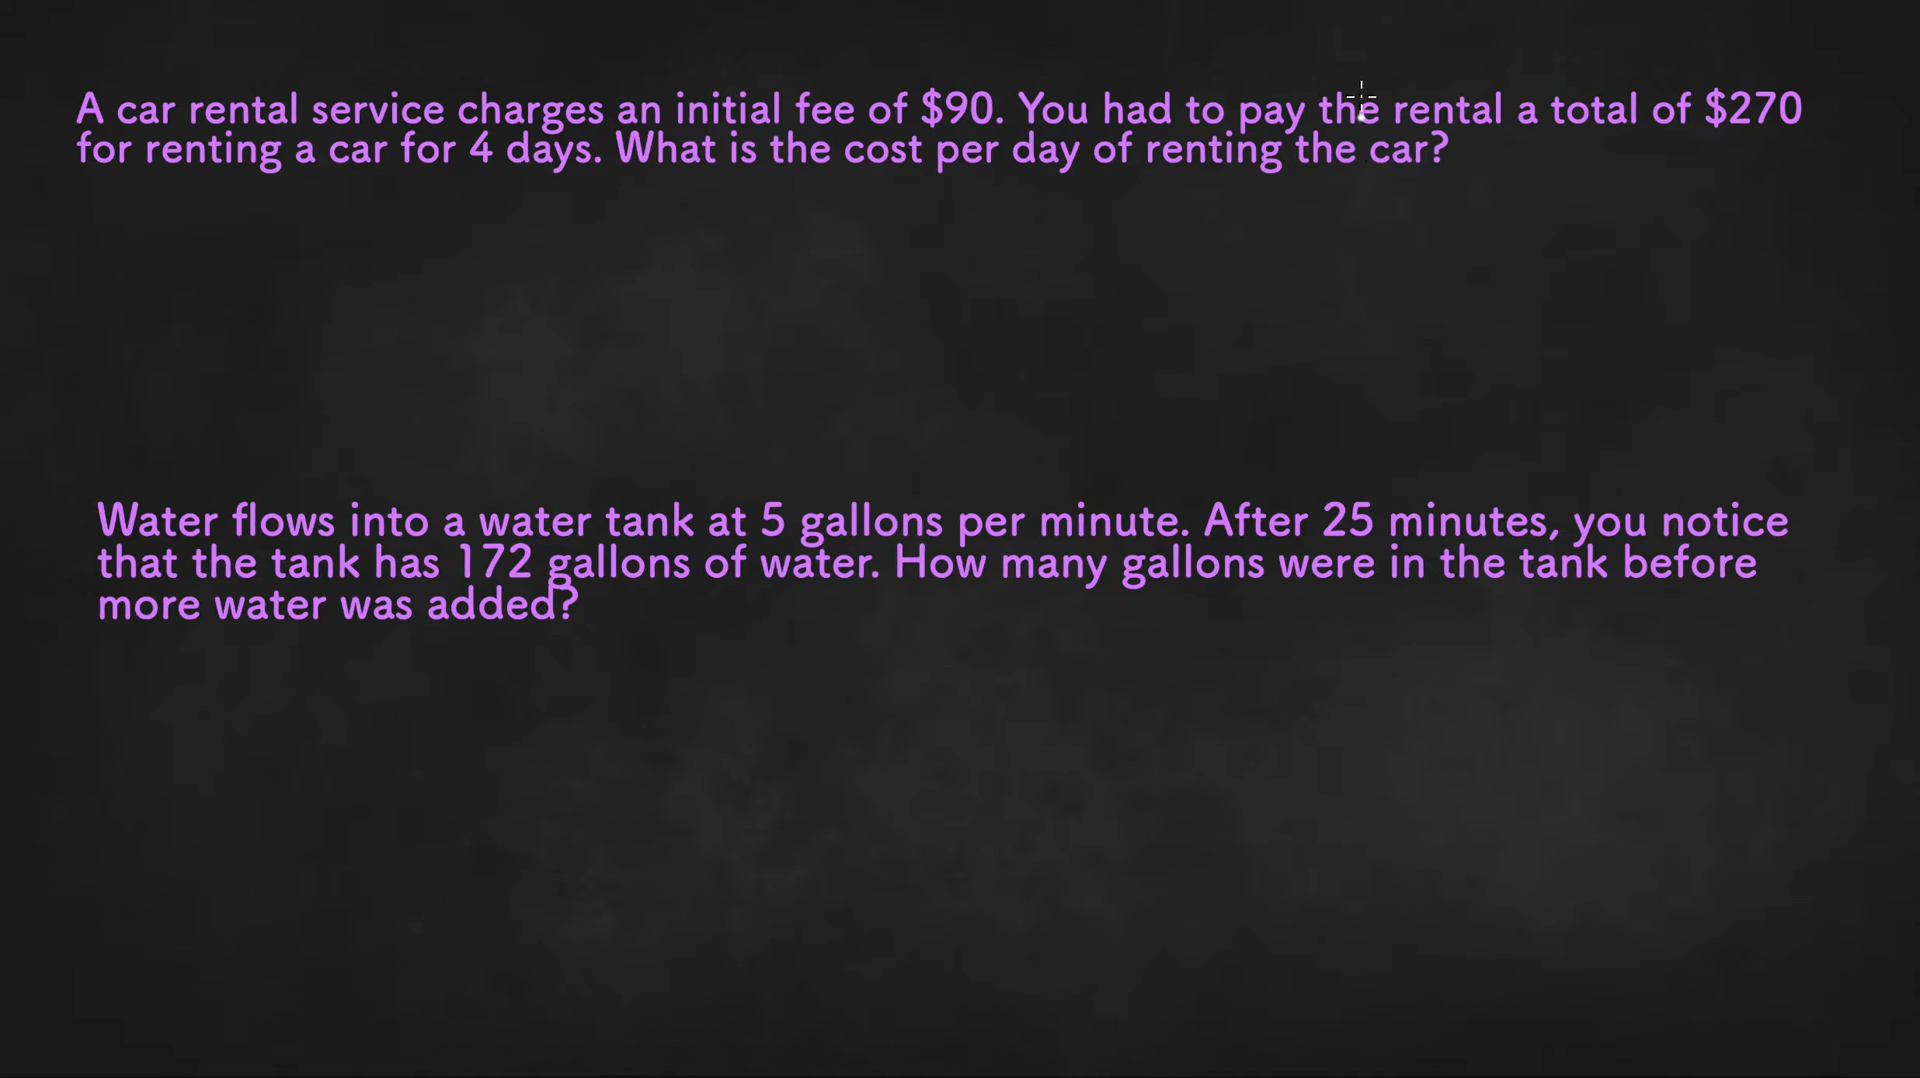 A car rental service charges an initial fee of $90. You had to pay the rental a total of $270
for renting a car for 4 days. What is the cost per day of renting the car?
Water flows into a water tank at 5 gallons per minute. After 25 minutes, you notice
that the tank has 172 gallons of water. How many gallons were in the tank before
more water was added?